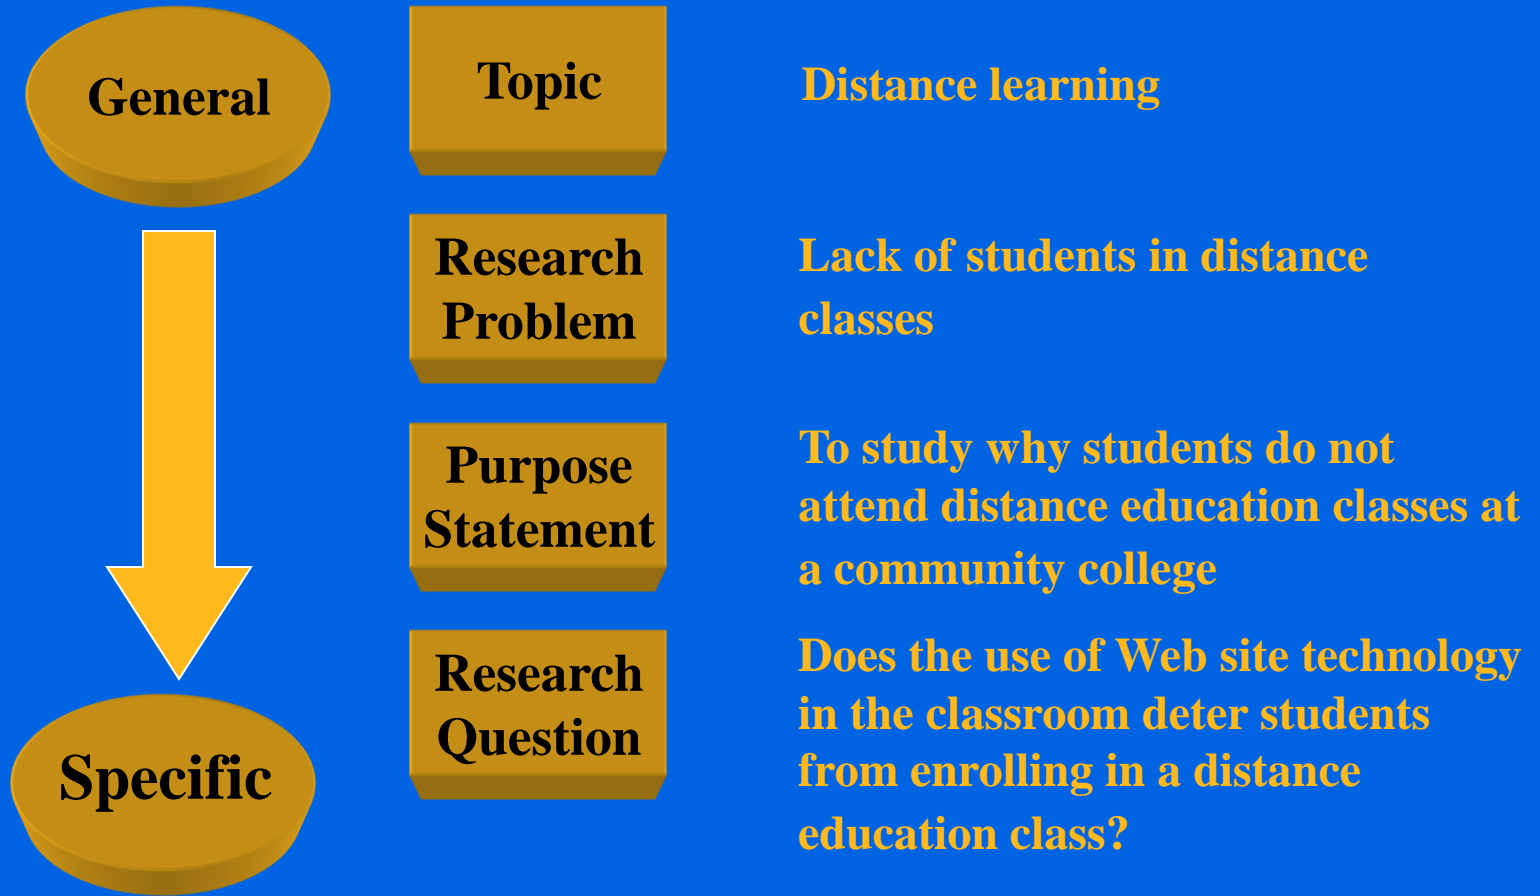 General
Topic
Distance learning
Research
Problem
Lack of students in distance
classes
Purpose
Statement
To study why students do not
attend distance education classes at
a community college
Research
Question
Does the use of Web site technology
in the classroom deter students
from enrolling in a distance
education class?
Specific